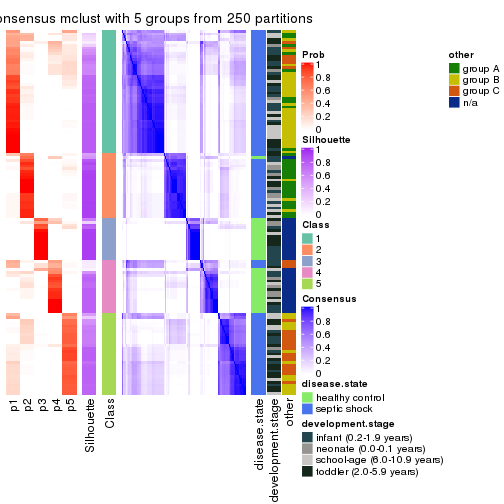 onsensus mclust with 5 groups from 250 partitions
Prob
1
0.8
0.6
0.4
0.2
0
Silhouette
1
0.8
0.6
0.4
0.2
0
Class
1
2
3
4
5
Consensus
1
0.8
0.6
0.4
0.2
0
disease.state
healthy control
septic shock
development.stage
infant (0.2-1.9 years)
neonate (0.0-0.1 years)
school-age (6.0-10.9 years)
toddler (2.0-5.9 years)
other
group A
group B
group C
n/a
p1
p2
p3
p4
p5
Silhouette
Class
disease.state
development.stage
other